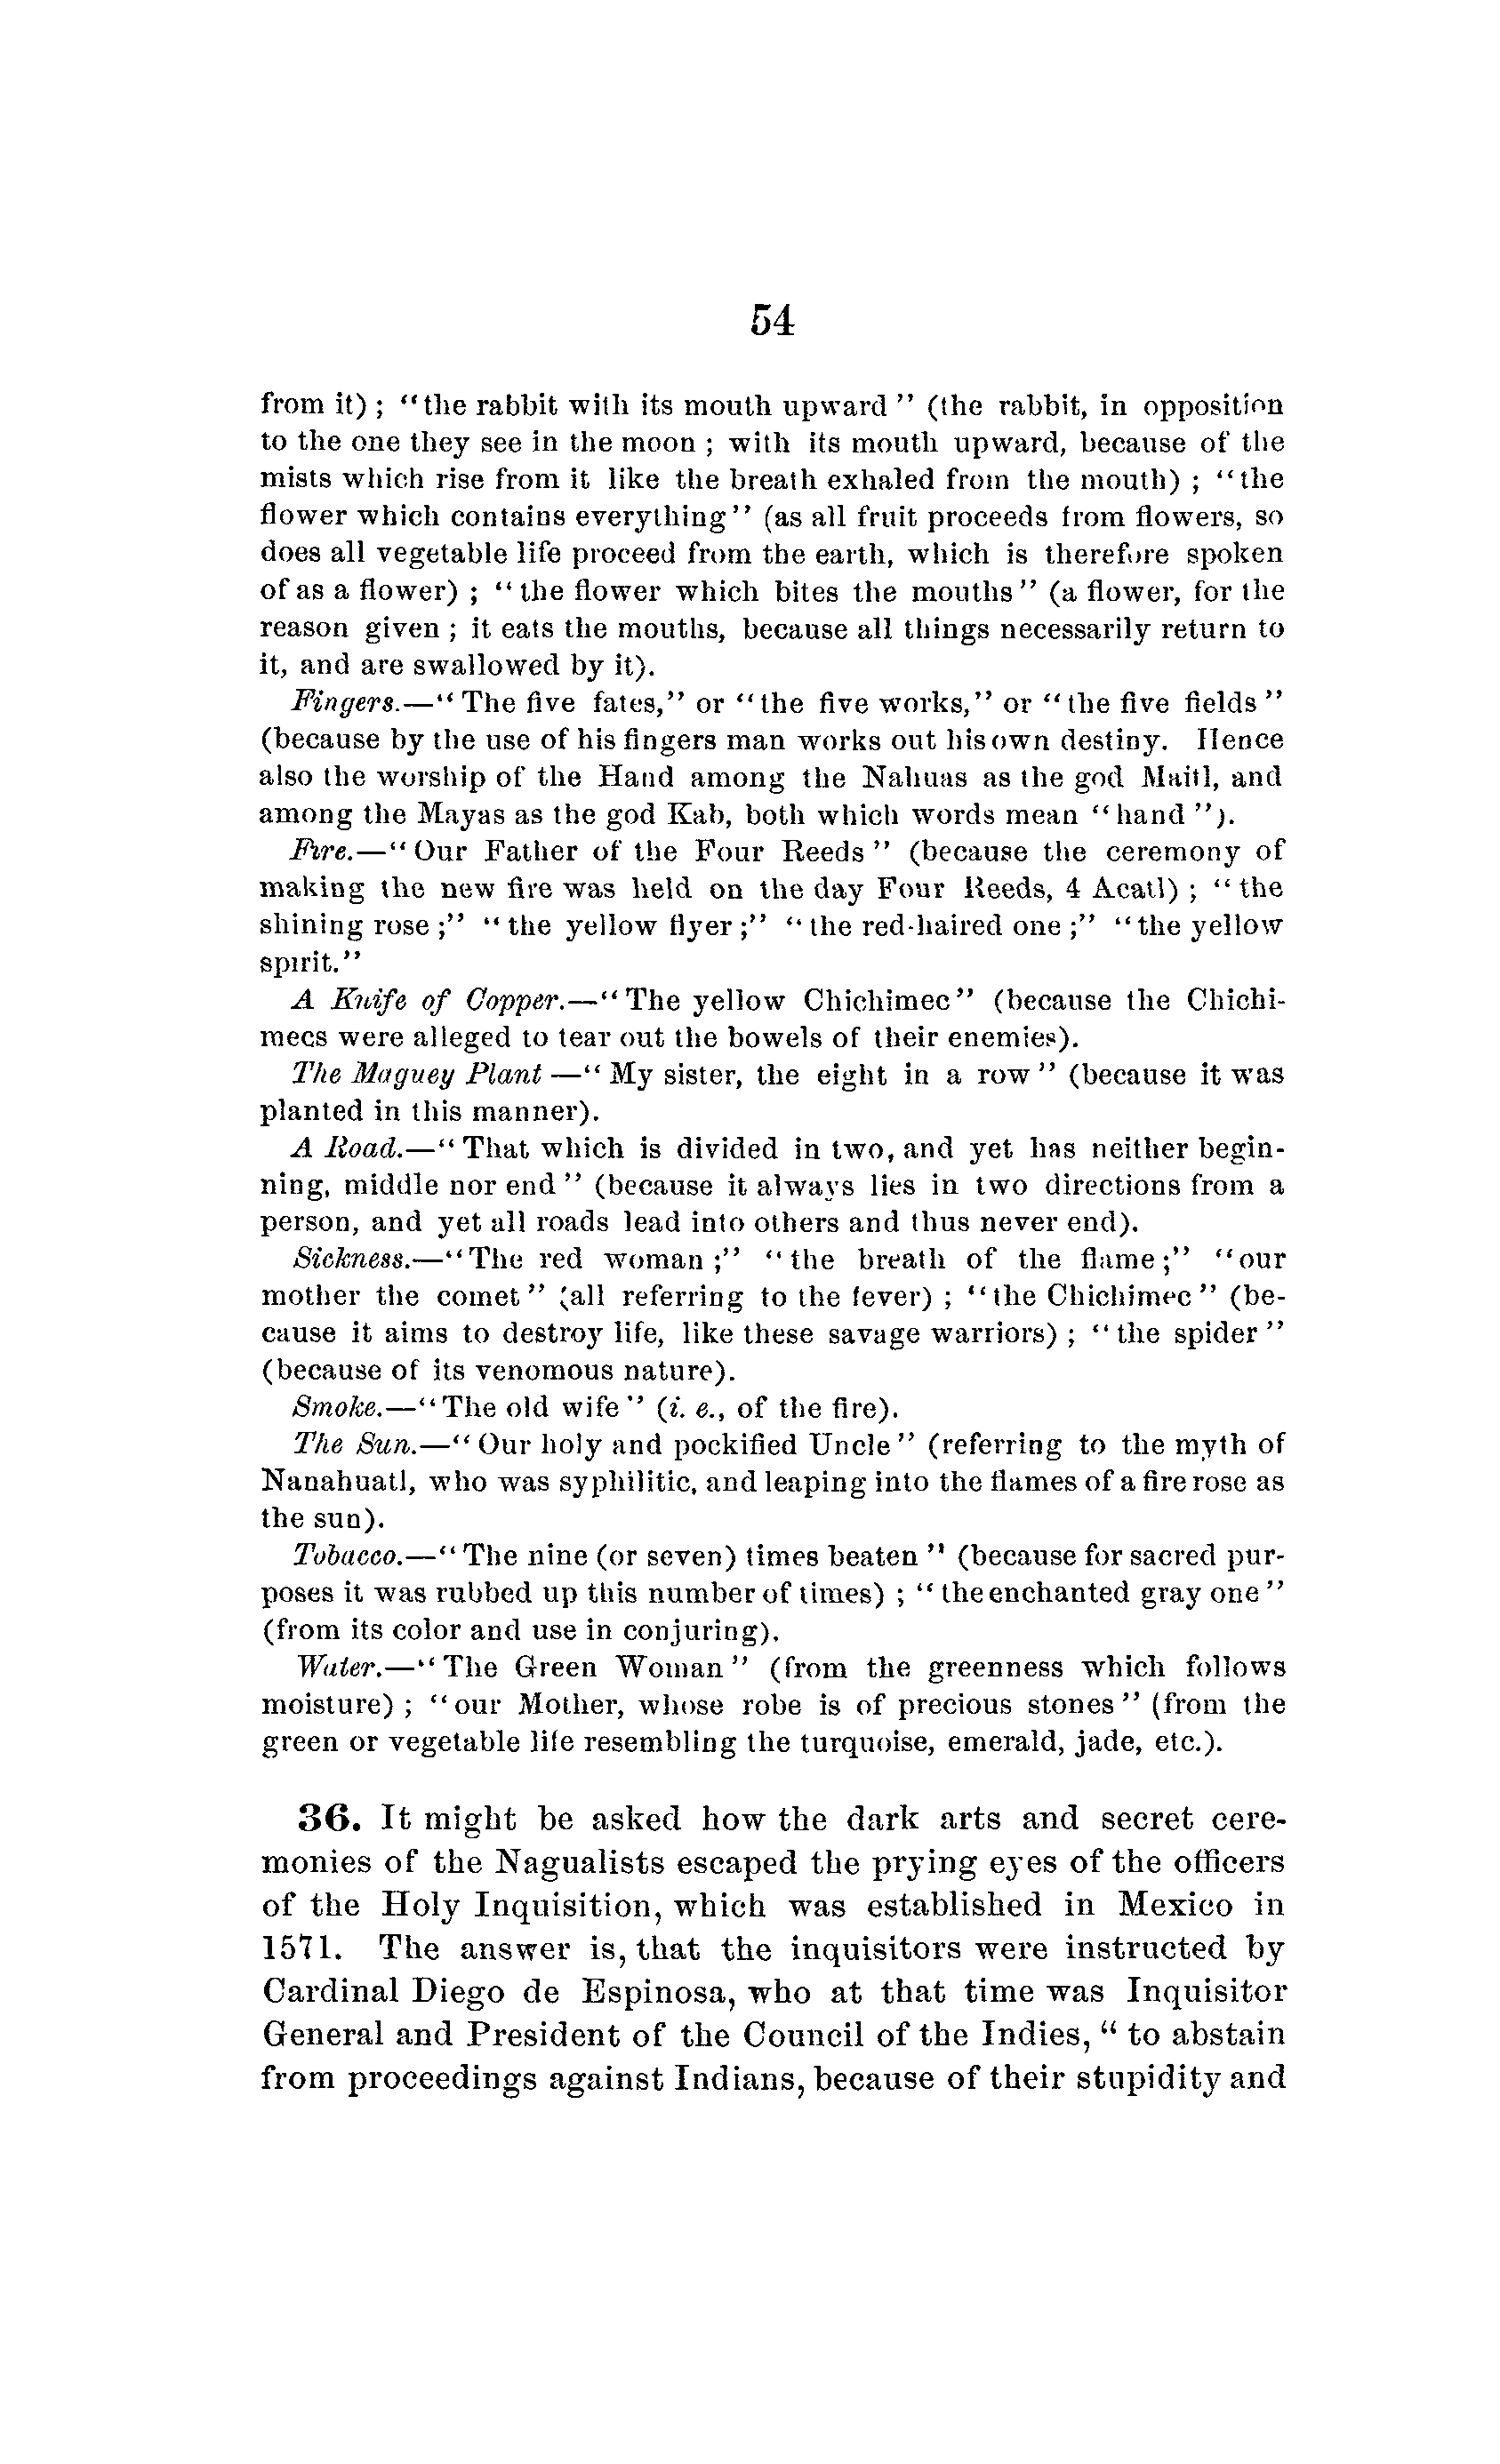 54
from it) ; "the rabbit with its mouth upward" (the rabbit, in opposition
to the one they see in the moon ; with its mouth upward, because of the
mists which rise from it like the breath exhaled from the mouth) ; "the
flower which contains everything" (as all fruit proceeds from flowers, so
does all vegetable life proceed from the earth, which is therefore spoken
of as a flower) ; "the flower which bites the mouths" (a flower, for the
reason given ; it eats the mouths, because all things necessarily return to
it, and are swallowed by it).
Fingers.—"The five fates," or "the five works," or "the five fields"
(because by the use of his fingers man works out his own destiny. Hence
also the worship of the Hand among the Nahuas as the god Maitl, and
among the Mayas as the god Kab, both which words mean "hand").
Fire.—"Our Father of the Four Reeds" (because the ceremony of
making the new fire was held on the day Four Reeds, 4 Acatl) ; "the
shining rose ;" "the yellow flyer ;" "the red-haired one ;" "the yellow
spirit."
A Knife of Copper.—"The yellow Chichimec" (because the Chichi-
mecs were alleged to tear out the bowels of their enemies).
The Maguey Plant —"My sister, the eight in a row" (because it was
planted in this manner).
A Road.—"That which is divided in two, and yet has neither begin-
ning, middle nor end" (because it always lies in two directions from a
person, and yet all roads lead into others and thus never end).
Sickness.—"The red woman ;" "the breath of the flame ;" "our
mother the comet" (all referring to the fever) ; "the Chichimec" (be-
cause it aims to destroy life, like these savage warriors) ; "the spider"
(because of its venomous nature).
Smoke.—"The old wife" (i. e., of the fire).
The Sun.—"Our holy and pockified Uncle" (referring to the myth of
Nanahuatl, who was syphilitic, and leaping into the flames of a fire rose as
the sun).
Tobacco.—"The nine (or seven) times beaten" (because for sacred pur-
poses it was rubbed up this number of times) ; "the enchanted gray one"
(from its color and use in conjuring).
Water.—"The Green Woman" (from the greenness which follows
moisture) ; "our Mother, whose robe is of precious stones" (from the
green or vegetable life resembling the turquoise, emerald, jade, etc.).
36. It might be asked how the dark arts and secret cere-
monies of the Nagualists escaped the prying eyes of the officers
of the Holy Inquisition, which was established in Mexico in
1571. The answer is, that the inquisitors were instructed by
Cardinal Diego de Espinosa, who at that time was Inquisitor
General and President of the Council of the Indies, "to abstain
from proceedings against Indians, because of their stupidity and